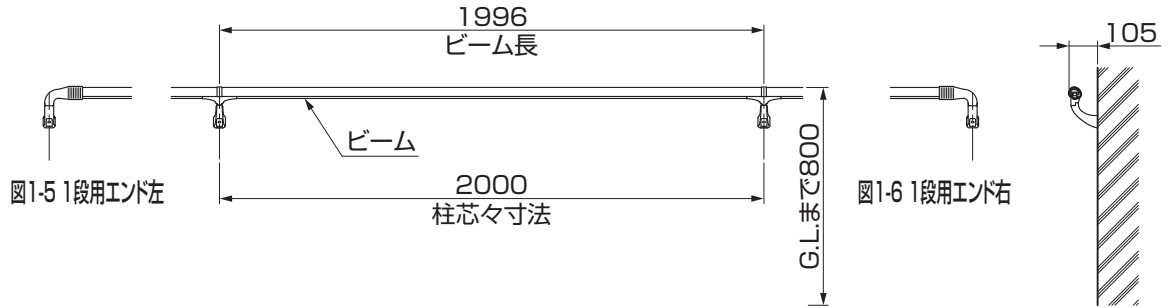 1996
ビーム長
105
ビーム
図1-5 1段用エンド左
2000
柱芯々寸法
G.L.まで800
図1-6 1段用エンド右